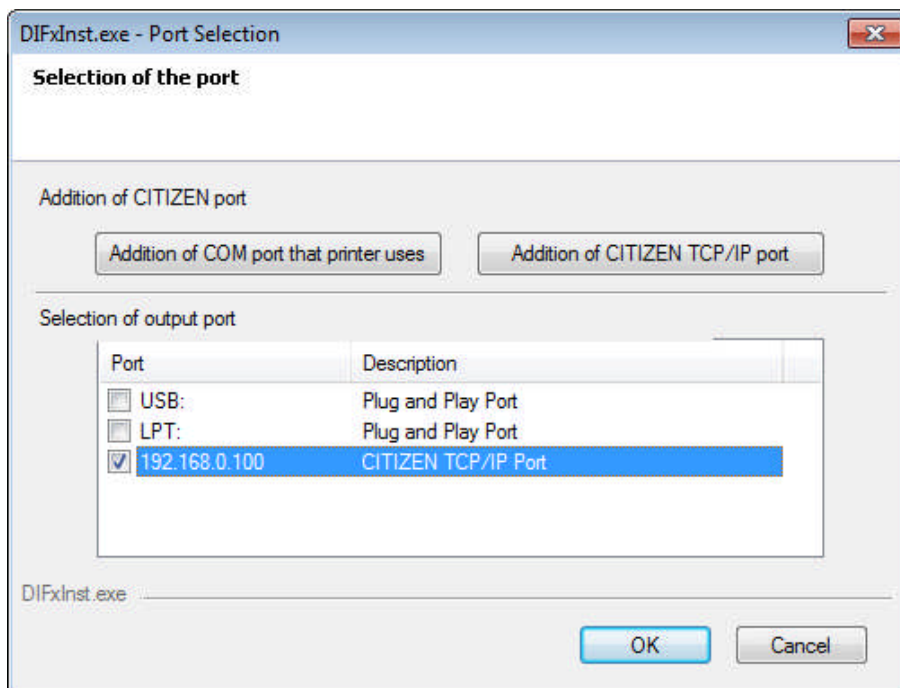 DIFxInst.exe - Port Selection
Selection of the port
Addition of CITIZEN port
Addition of COM port that printer uses
Addition of CITIZEN TCP/IP port
Selection of output port
Port Description
USB: Plug and Play Port
LPT: Plug and Play Port
192.168.0.100 CITIZEN TCP/IP Port
DIFxInst.exe
OK Cancel